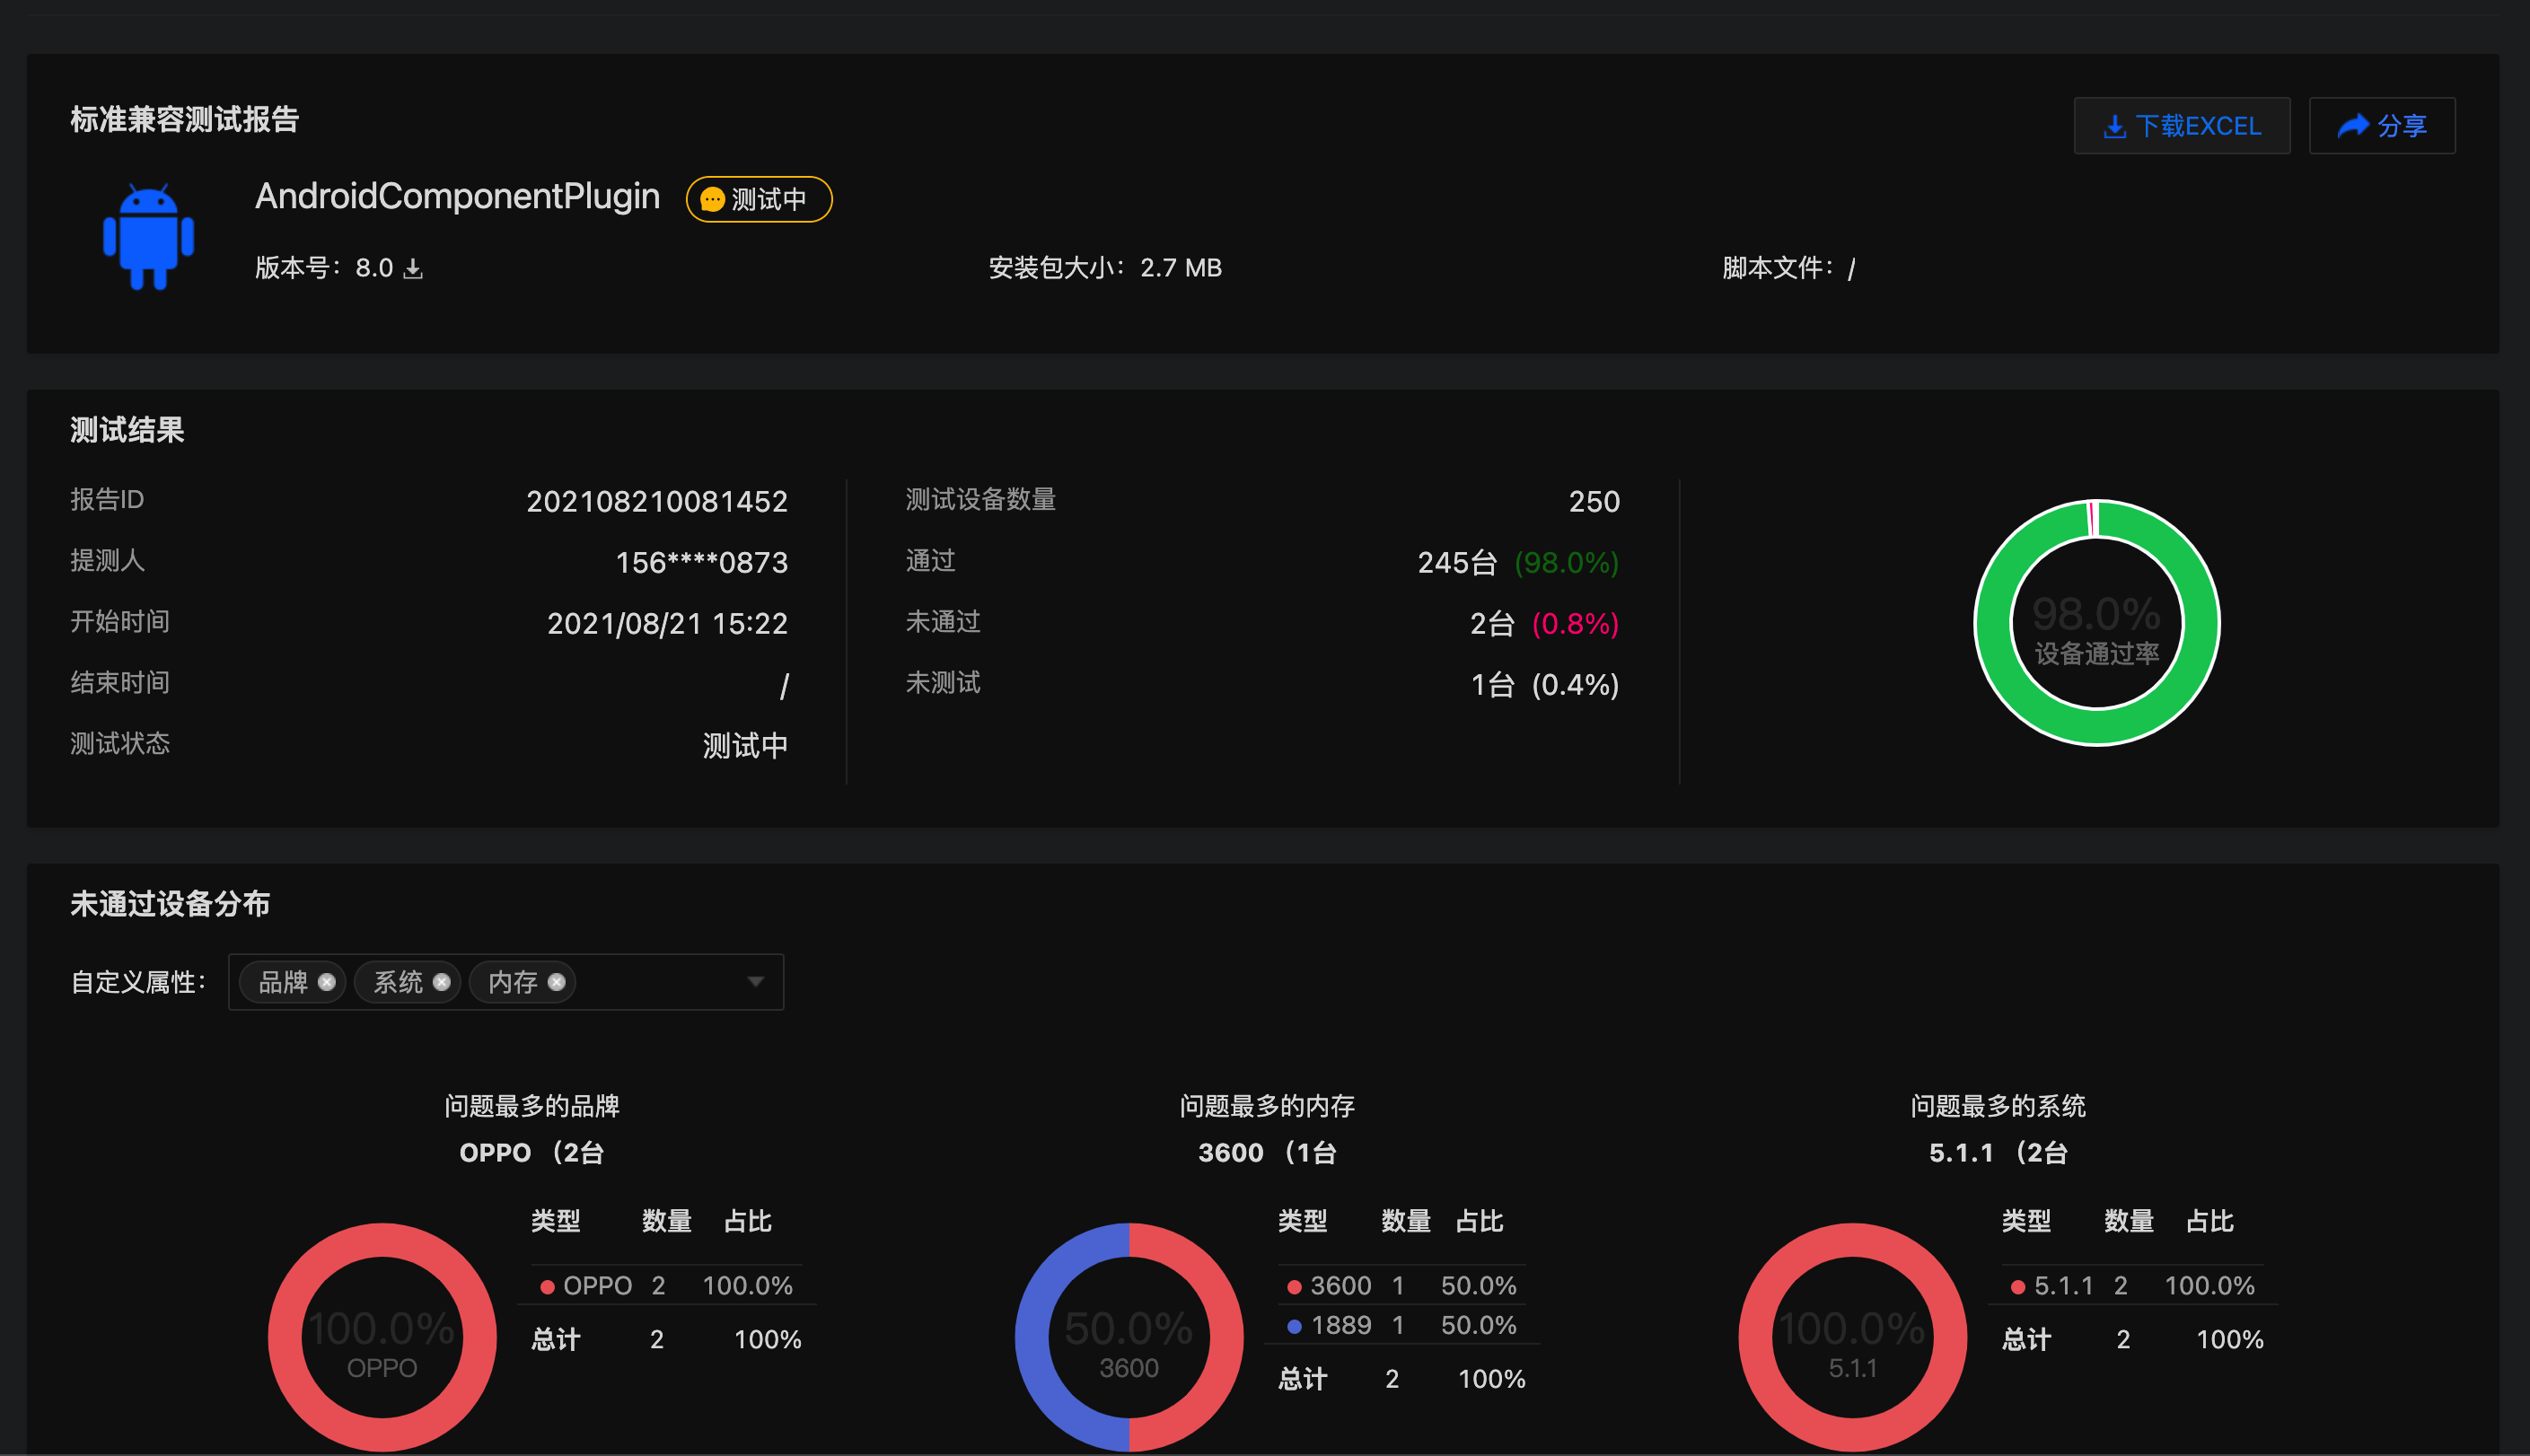 标准兼容测试报告
下载EXCEL
分享
AndroidComponentPlugin
测试中
版本号：8.0
安装包大小：2.7 MB
脚本文件：/
测试结果
报告ID 202108210081452
提测人 156****0873
开始时间 2021/08/21 15:22
结束时间 /
测试状态 测试中
测试设备数量 250
通过 245台 (98.0%)
未通过 2台 (0.8%)
未测试 1台 (0.4%)
98.0%
设备通过率
未通过设备分布
自定义属性：
品牌 系统 内存
问题最多的品牌
OPPO （2台
类型 数量 占比
OPPO 2 100.0%
总计 2 100%
100.0%
OPPO
问题最多的内存
3600 （1台
类型 数量 占比
3600 1 50.0%
1889 1 50.0%
总计 2 100%
50.0%
3600
问题最多的系统
5.1.1 （2台
类型 数量 占比
5.1.1 2 100.0%
总计 2 100%
100.0%
5.1.1